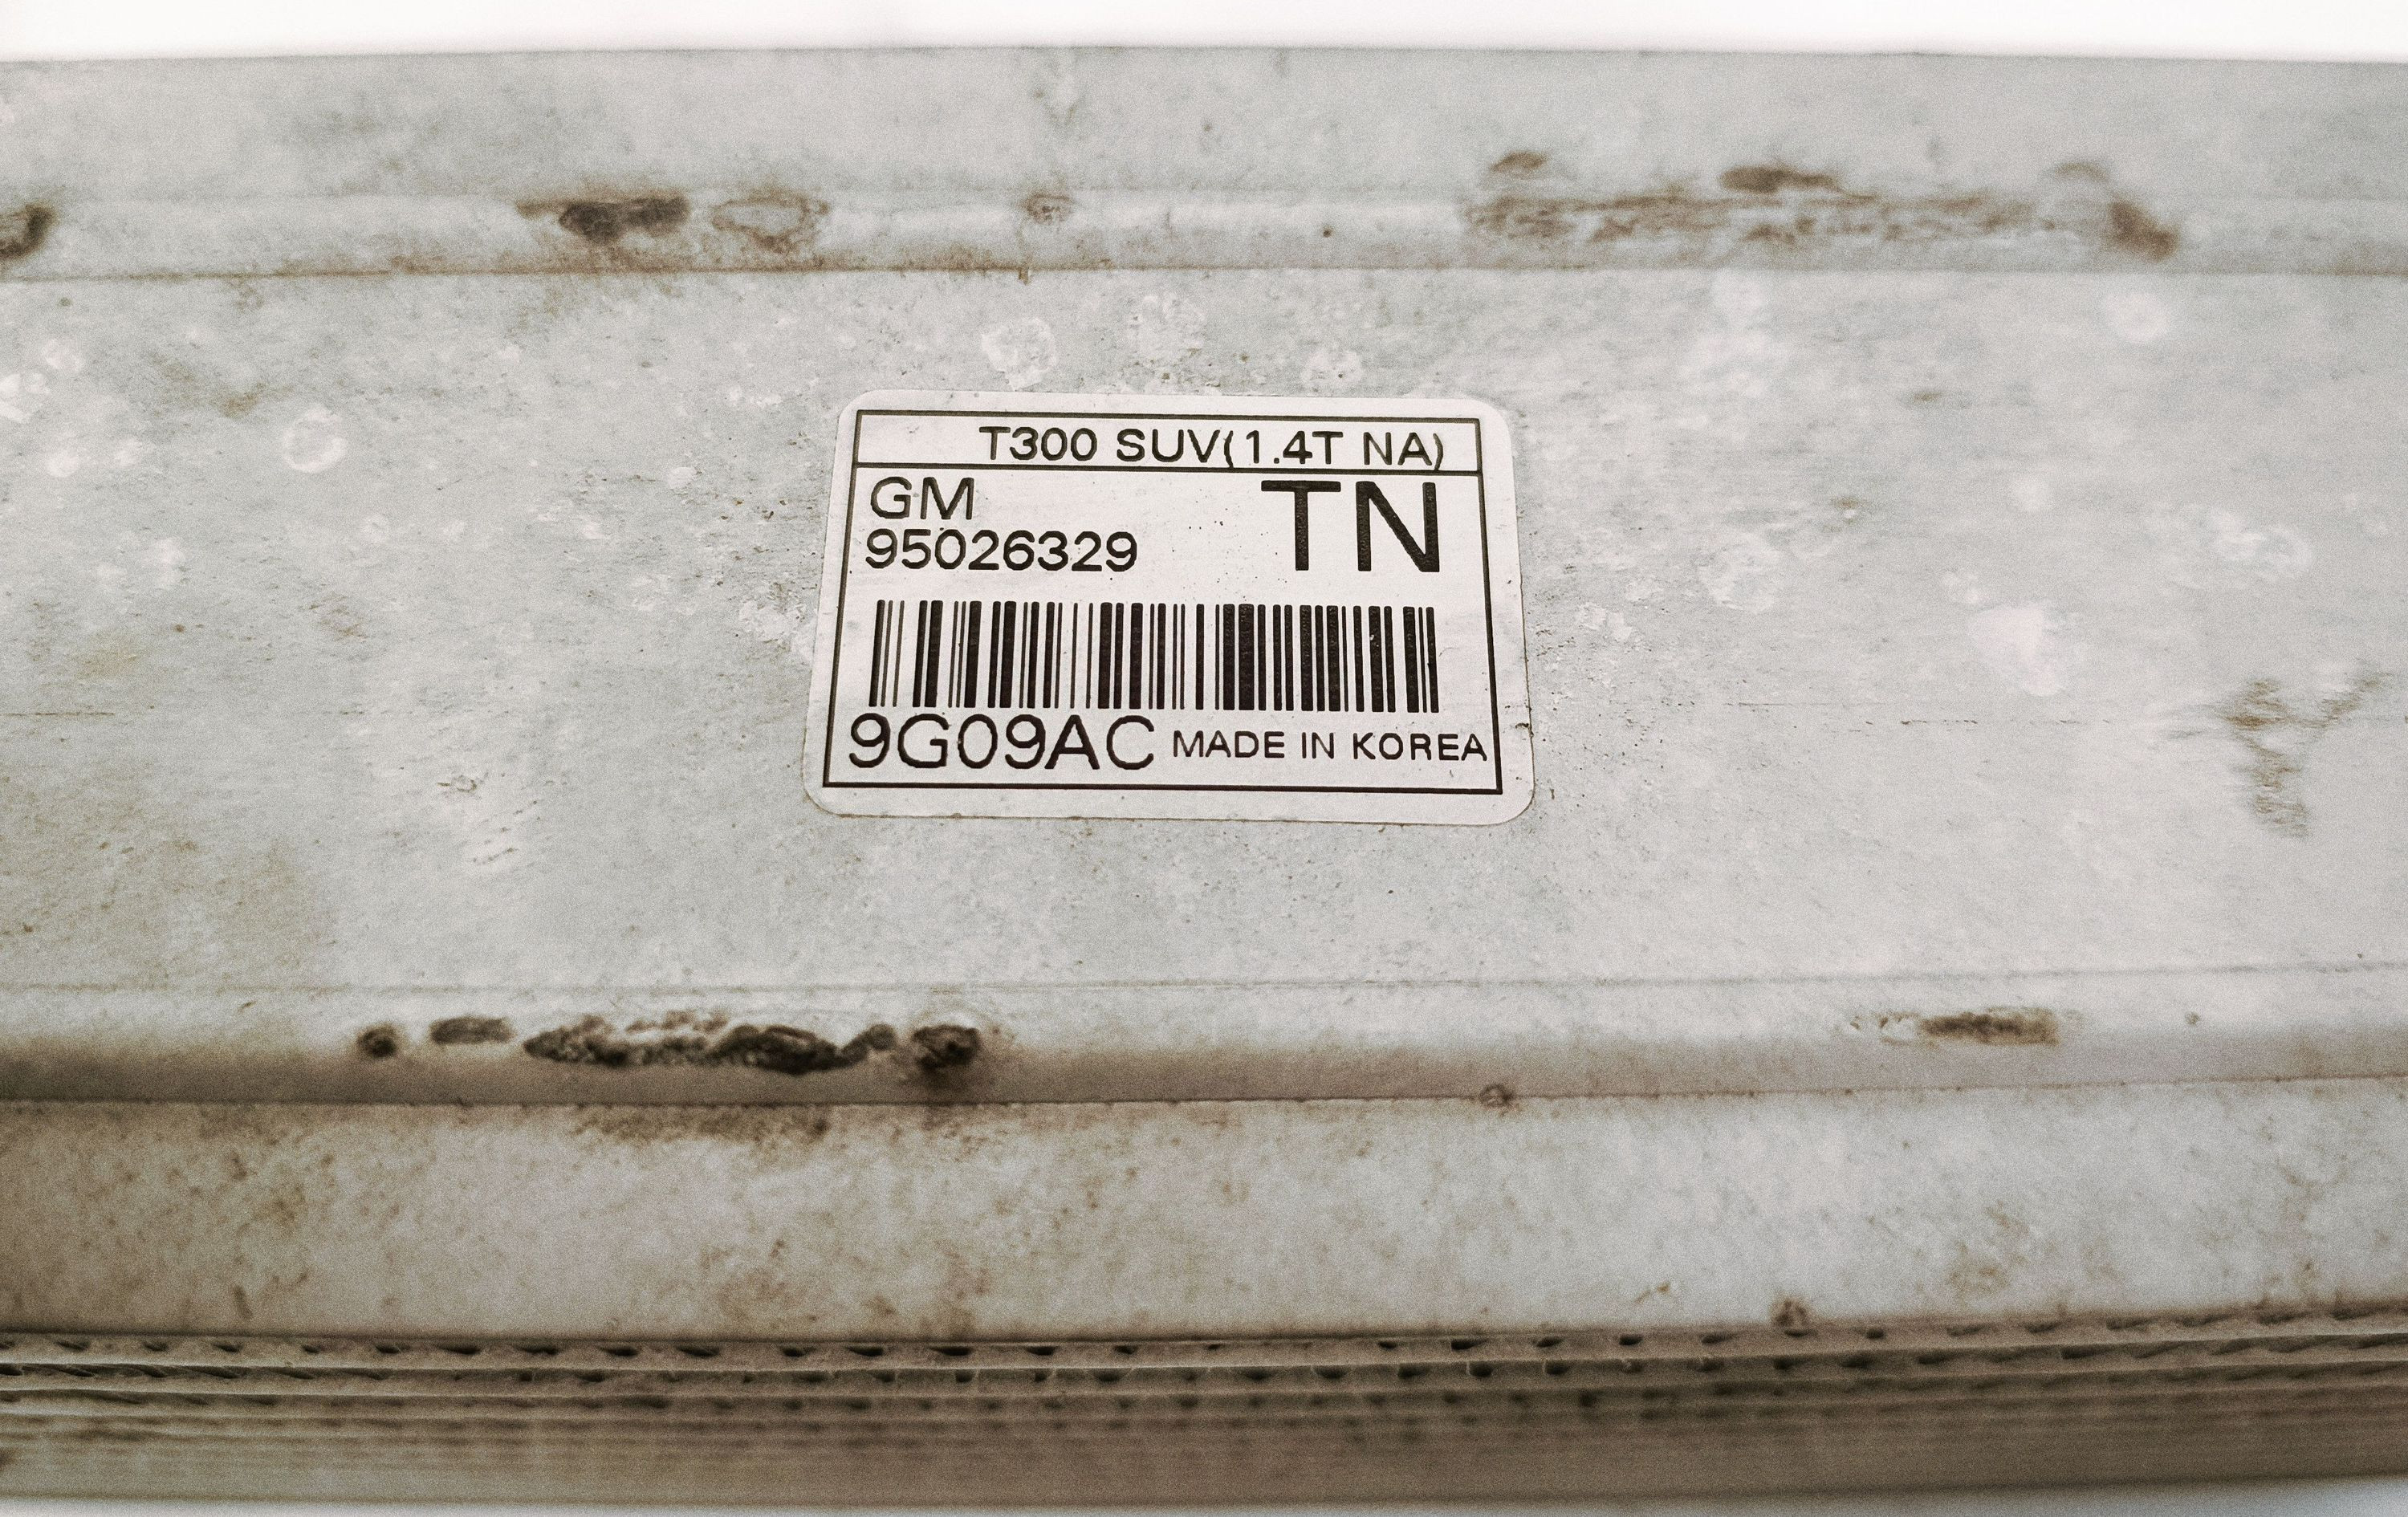 T300 SUV(1.4T NA)
GM TN
95026329
9G09AC MADE IN KOREA